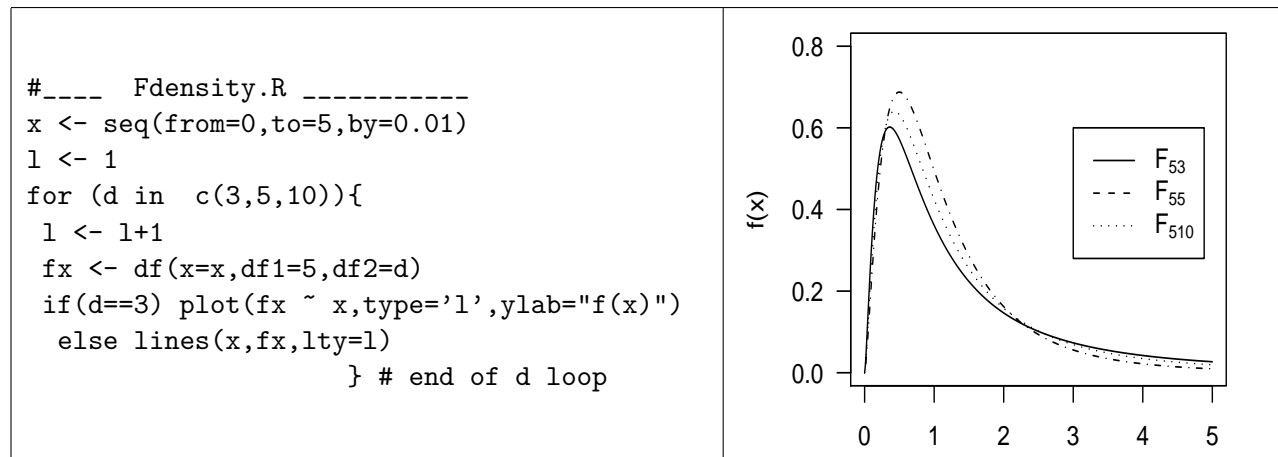 #____ Fdensity.R ___________
x <- seq(from=0,to=5,by=0.01)
l <- 1
for (d in c(3,5,10)){
l <- l+1
fx <- df(x=x,df1=5,df2=d)
if(d==3) plot(fx ~ x,type='l',ylab="f(x)")
else lines(x,fx,lty=l)
} # end of d loop
f(x)
0.8
0.6
0.4
0.2
0.0
F53
F55
F510
0 1 2 3 4 5